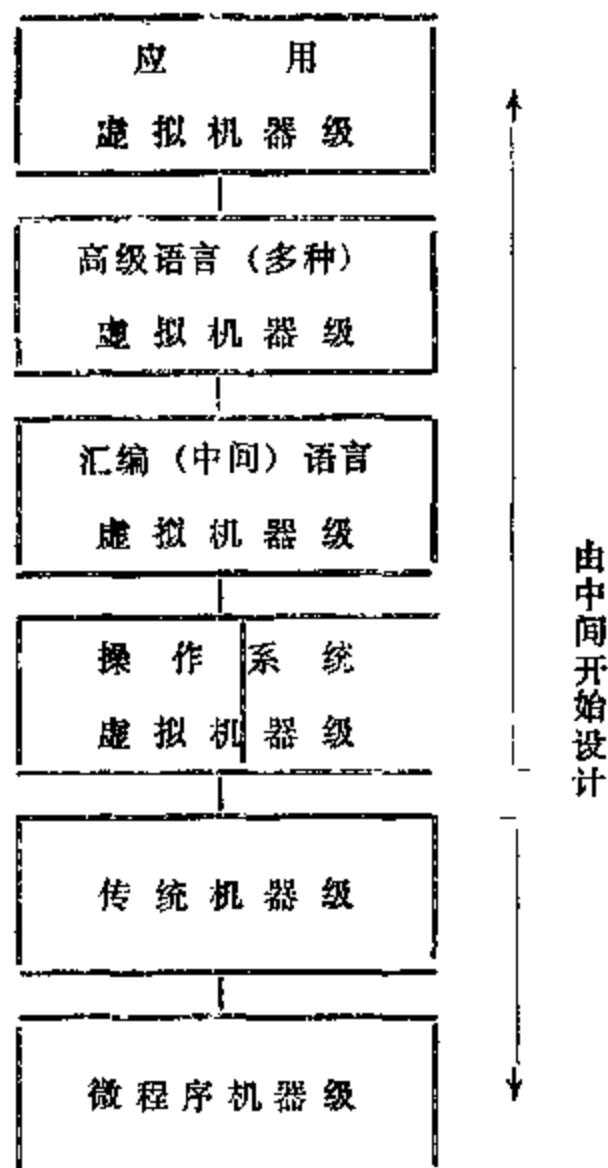 应用
虚拟机器级
高级语言（多种）
虚拟机器级
汇编（中间）语言
虚拟机器级
操作系统
虚拟机器级
传统机器级
微程序机器级
由中间开始设计